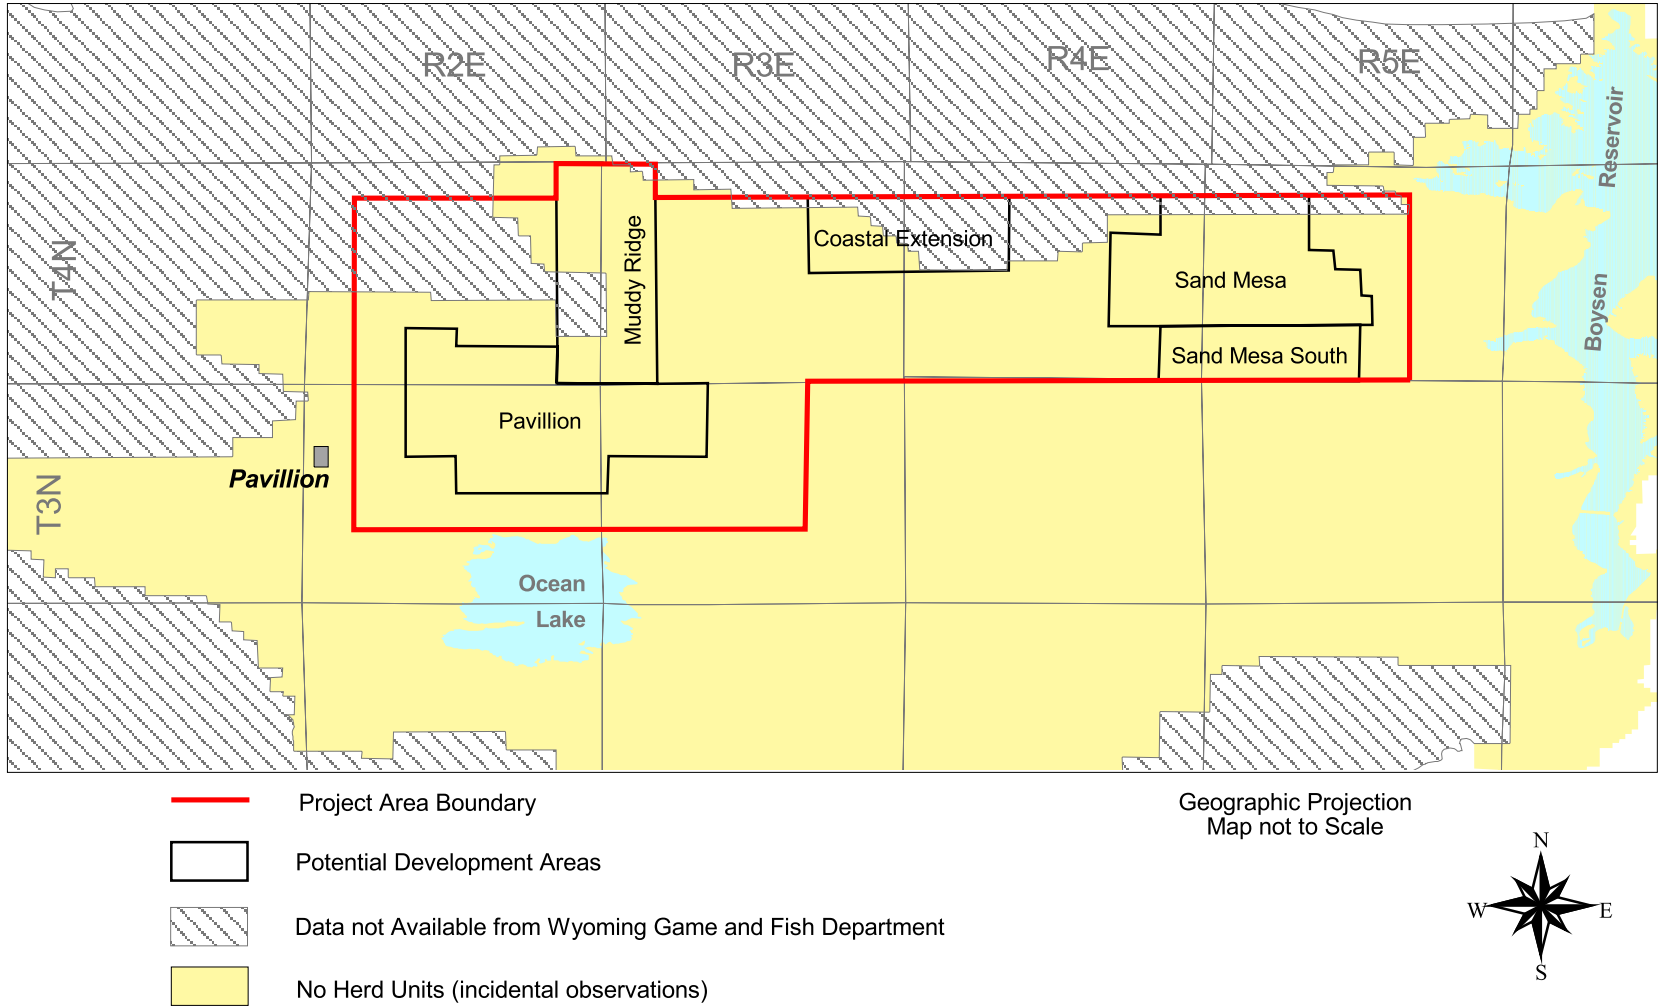 R2E
R3E
R4E
R5E
Reservoir
T4N
Muddy Ridge
Coastal Extension
Sand Mesa
Boysen
Sand Mesa South
Pavillion
Pavillion
T3N
Ocean
Lake
Project Area Boundary
Geographic Projection
Map not to Scale
Potential Development Areas
Data not Available from Wyoming Game and Fish Department
No Herd Units (incidental observations)
N
W
E
S